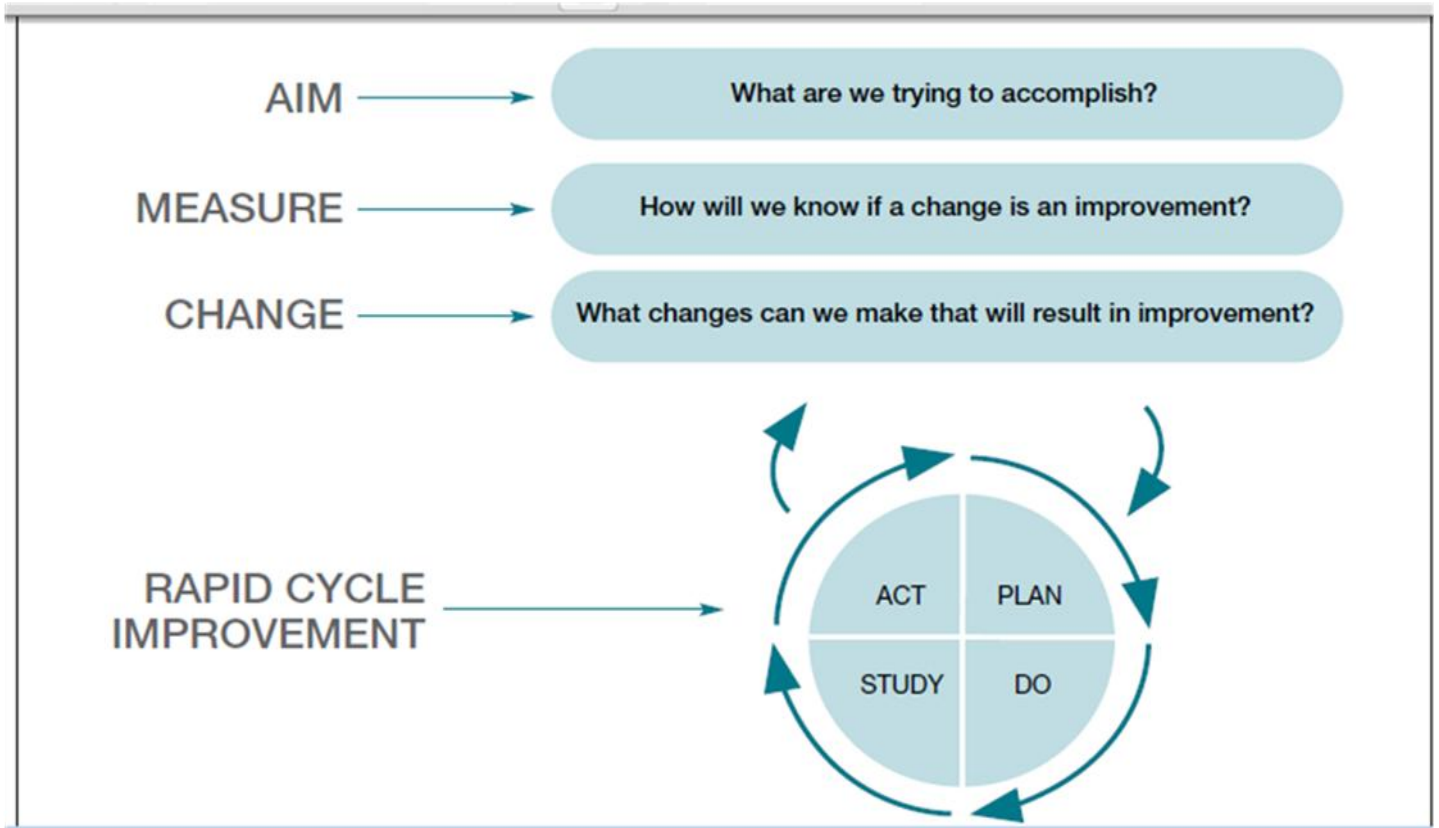 AIM
What are we trying to accomplish?
MEASURE
How will we know if a change is an improvement?
CHANGE
What changes can we make that will result in improvement?
RAPID CYCLE
IMPROVEMENT
ACT
PLAN
STUDY
DO